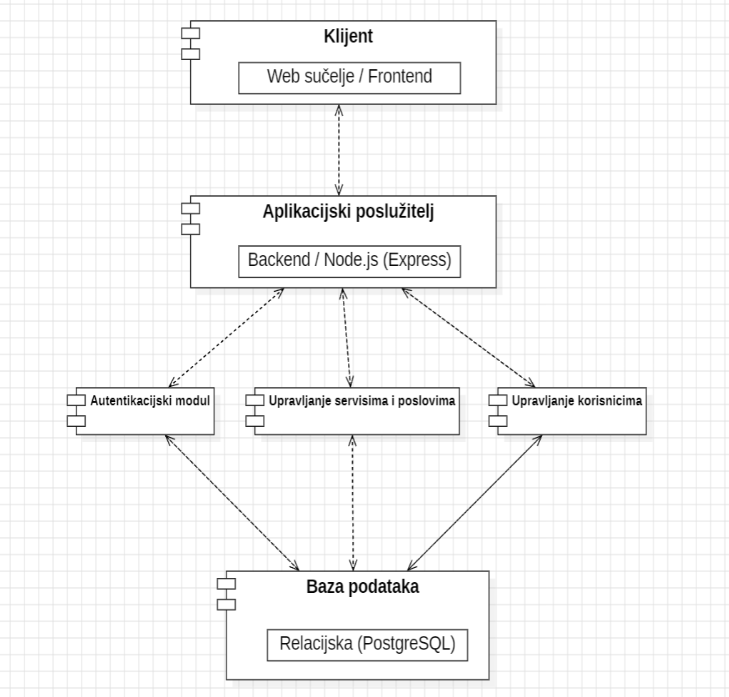 Klijent
Web sučelje / Frontend
Aplikacijski poslužitelj
Backend / Node.js (Express)
Autentikacijski modul
Upravljanje servisima i poslovima
Upravljanje korisnicima
Baza podataka
Relacijska (PostgreSQL)